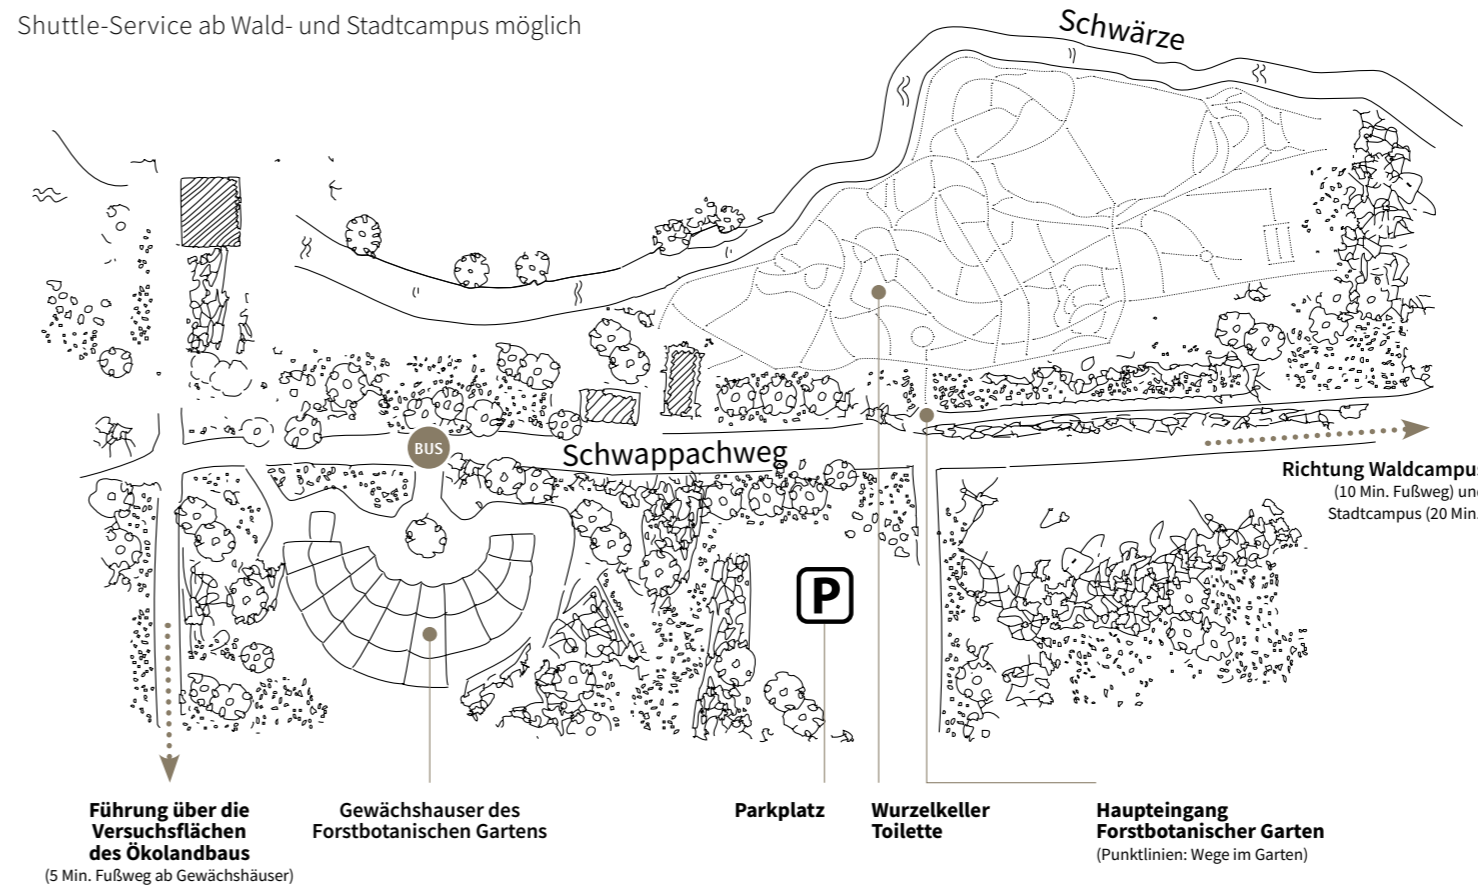 Shuttle-Service ab Wald- und Stadtcampus möglich
Schwärze
BUS
Schwappachweg
Richtung Waldcampus
(10 Min. Fußweg) und
Stadtcampus (20 Min.
P
Führung über die
Versuchsflächen
des Ökolandbaus
(5 Min. Fußweg ab Gewächshäuser)
Gewächshauser des
Forstbotanischen Gartens
Parkplatz
Wurzelkeller
Toilette
Haupteingang
Forstbotanischer Garten
(Punktlinien: Wege im Garten)